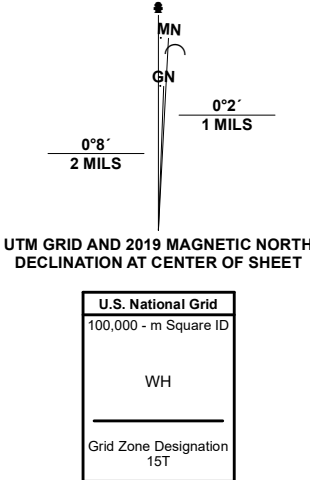 MN
GN
0°2´
1 MILS
0°8´
2 MILS
UTM GRID AND 2019 MAGNETIC NORTH
DECLINATION AT CENTER OF SHEET
U.S. National Grid
100,000 - m Square ID
WH
Grid Zone Designation
15T